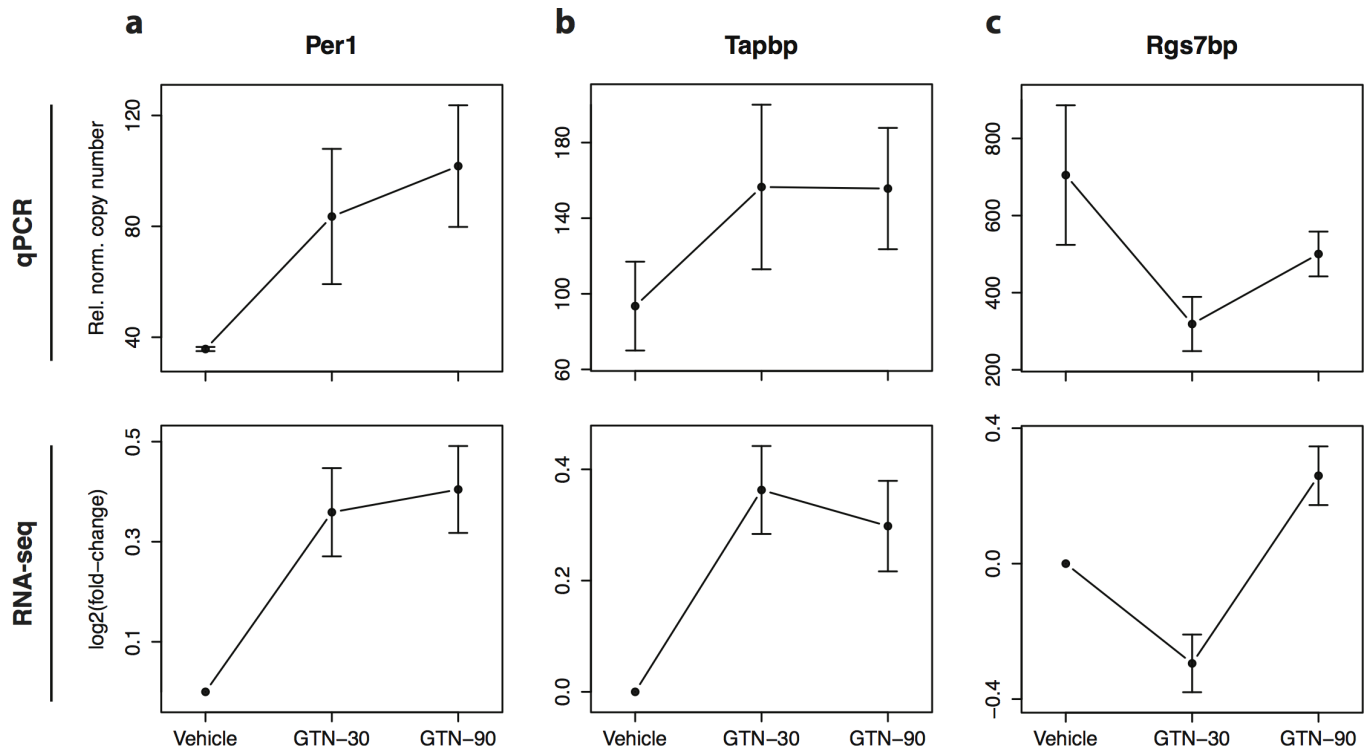 a
Per1
b
Tapbp
c
Rgs7bp
qPCR
Rel. norm. copy number
120
80
40
180
140
100
60
800
600
400
200
RNA-seq
log2(fold−change)
0.5
0.3
0.1
0.4
0.2
0.0
0.4
0.0
−0.4
Vehicle GTN−30 GTN−90
Vehicle GTN−30 GTN−90
Vehicle GTN−30 GTN−90